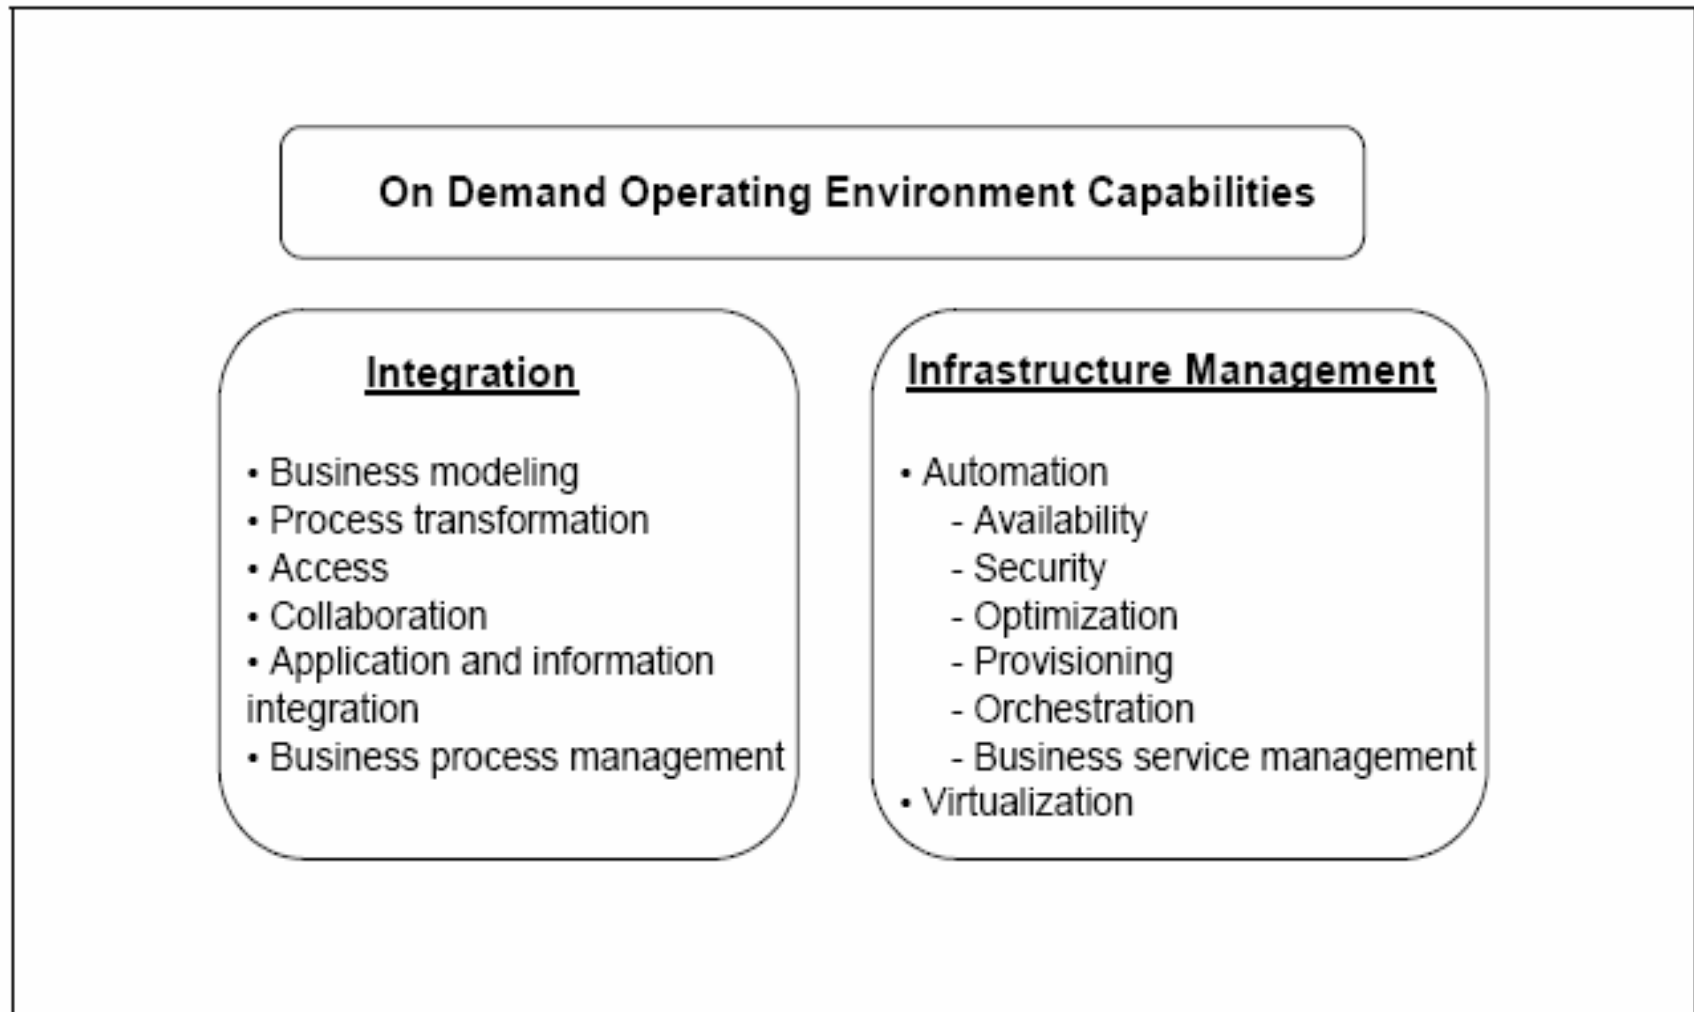 On Demand Operating Environment Capabilities
Integration
• Business modeling
• Process transformation
• Access
• Collaboration
• Application and information
integration
• Business process management
Infrastructure Management
• Automation
- Availability
- Security
- Optimization
- Provisioning
- Orchestration
- Business service management
• Virtualization